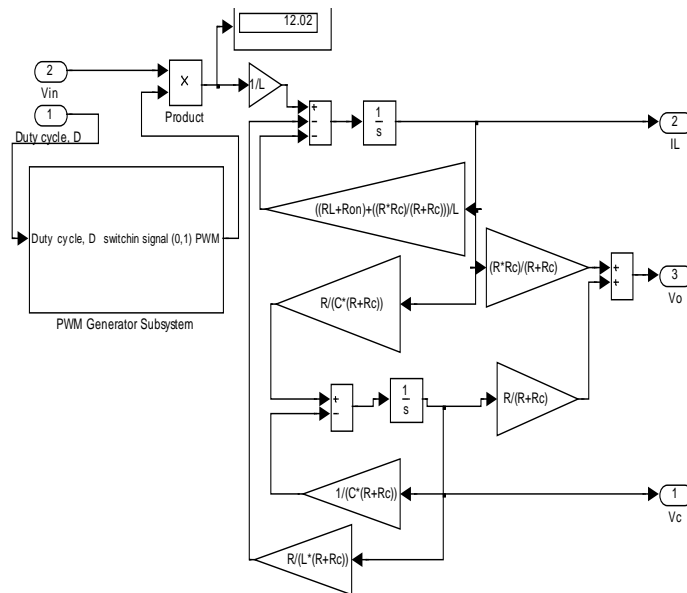 12.02
2
Vin
1
Duty cycle, D
X
Product
1/L
+
−
−
1
s
2
IL
((RL+Ron)+((R*Rc)/(R+Rc)))/L
Duty cycle, D switchin signal (0,1) PWM
PWM Generator Subsystem
(R*Rc)/(R+Rc)
+
+
3
Vo
R/(C*(R+Rc))
+
−
1
s
R/(R+Rc)
1/(C*(R+Rc))
1
Vc
R/(L*(R+Rc))